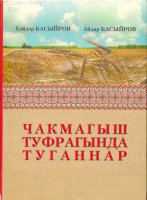 Хәйдәр БАСЫЙРОВ Айдар БАСЫЙРОВ
ЧАКМАГЫШ
ТУФРАГЫНДА
ТУГАННАР